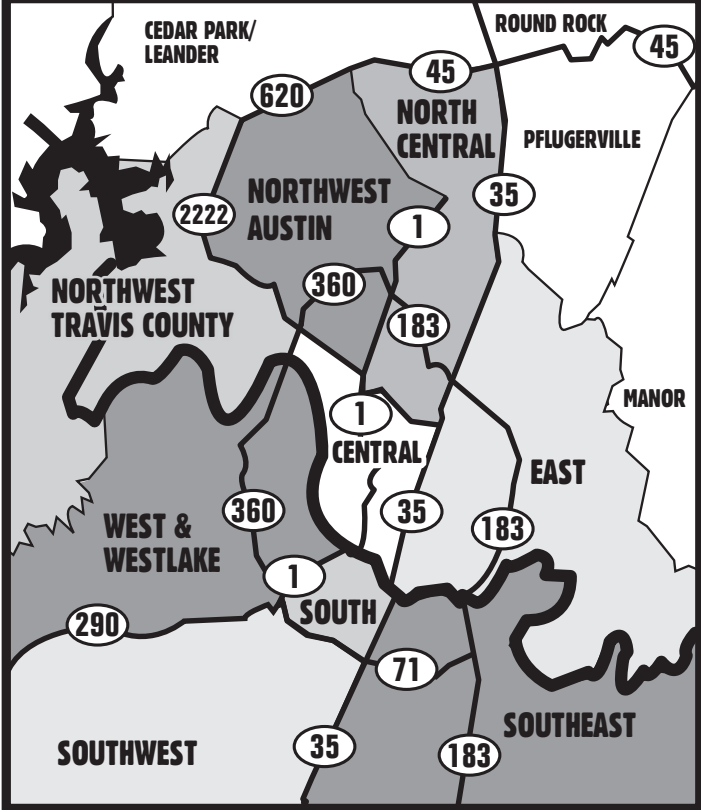 ROUND ROCK
CEDAR PARK/
LEANDER
45
45
620
NORTH
CENTRAL
PFLUGERVILLE
NORTHWEST
AUSTIN
35
2222
1
360
NORTHWEST
TRAVIS COUNTY
183
MANOR
1
CENTRAL
EAST
360
35
WEST &
WESTLAKE
183
1
SOUTH
290
71
SOUTHEAST
SOUTHWEST
35
183